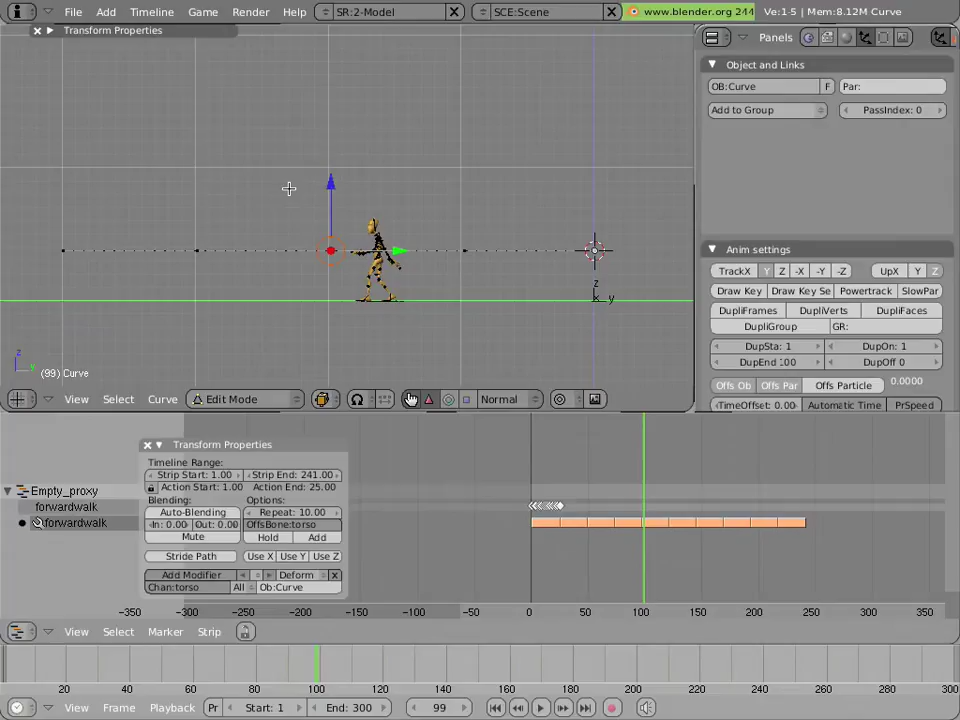 File Add Timeline Game Render Help SR:2-Model SCE:Scene www.blender.org 244 Ve:1-5 | Mem:8.12M Curve
Transform Properties
Panels
Object and Links
OB:Curve F Par:
Add to Group PassIndex: 0
z
y
z
y
(99) Curve
View Select Curve Edit Mode Normal
Anim settings
TrackX Y Z -X -Y -Z UpX Y Z
Draw Key Draw Key Se Powertrack SlowPar
DupliFrames DupliVerts DupliFaces
DupliGroup GR:
DupSta: 1 DupOn: 1
DupEnd 100 DupOff 0
Offs Ob Offs Par Offs Particle 0.0000
TimeOffset: 0.00 Automatic Time PrSpeed
Transform Properties
Timeline Range:
Strip Start: 1.00 Strip End: 241.00
Action Start: 1.00 Action End: 25.00
Blending: Options:
Auto-Blending Repeat: 10.00
In: 0.00 Out: 0.00 OffsBone:torso
Mute Hold Add
Stride Path Use X Use Y Use Z
Add Modifier Deform x
Chan:torso All Ob:Curve
Empty_proxy
forwardwalk
forwardwalk
-350 -300 -250 -200 -150 -100 -50 0 50 100 150 200 250 300 350
View Select Marker Strip
20 40 60 80 100 120 140 160 180 200 220 240 260 280 300
View Frame Playback Pr Start: 1 End: 300 99